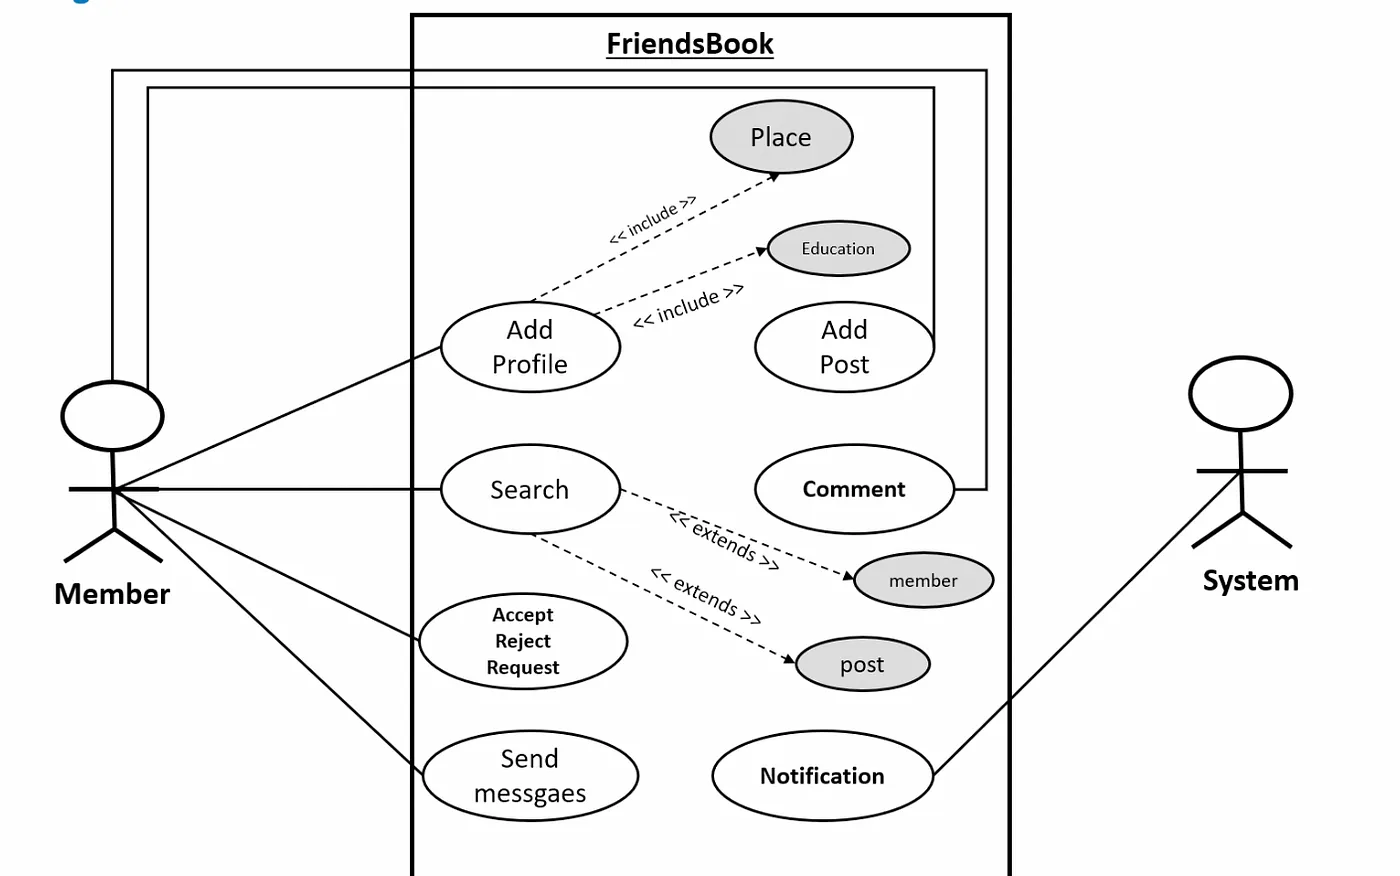 FriendsBook
Place
<< include >>
Education
<< include >>
Add
Profile
Add
Post
Search
Comment
<< extends >>
member
<< extends >>
post
Member
System
Accept
Reject
Request
Send
messgaes
Notification